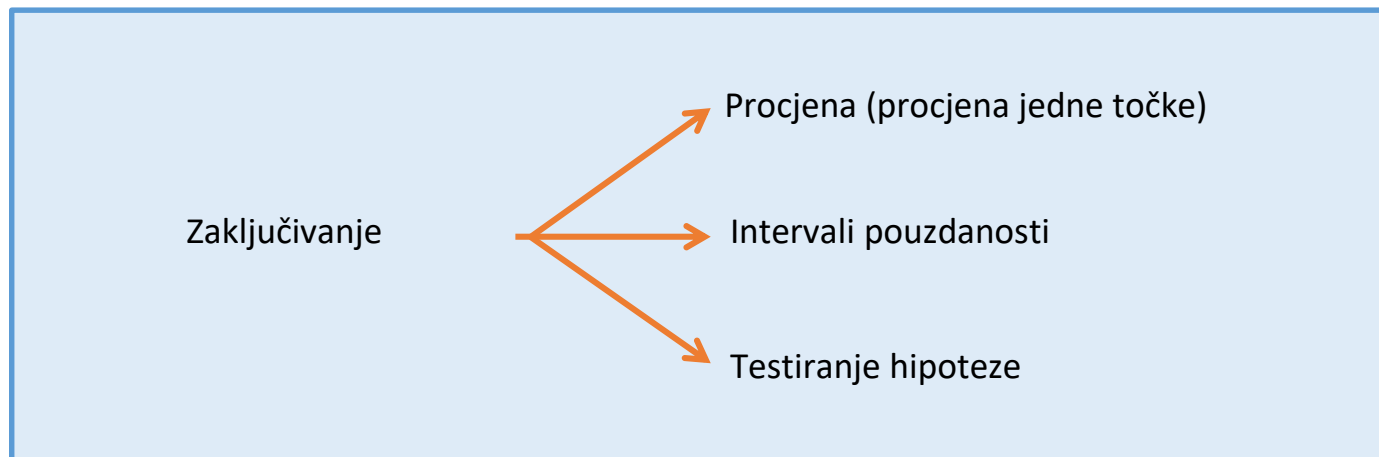 Procjena (procjena jedne točke)
Zaključivanje
Intervali pouzdanosti
Testiranje hipoteze